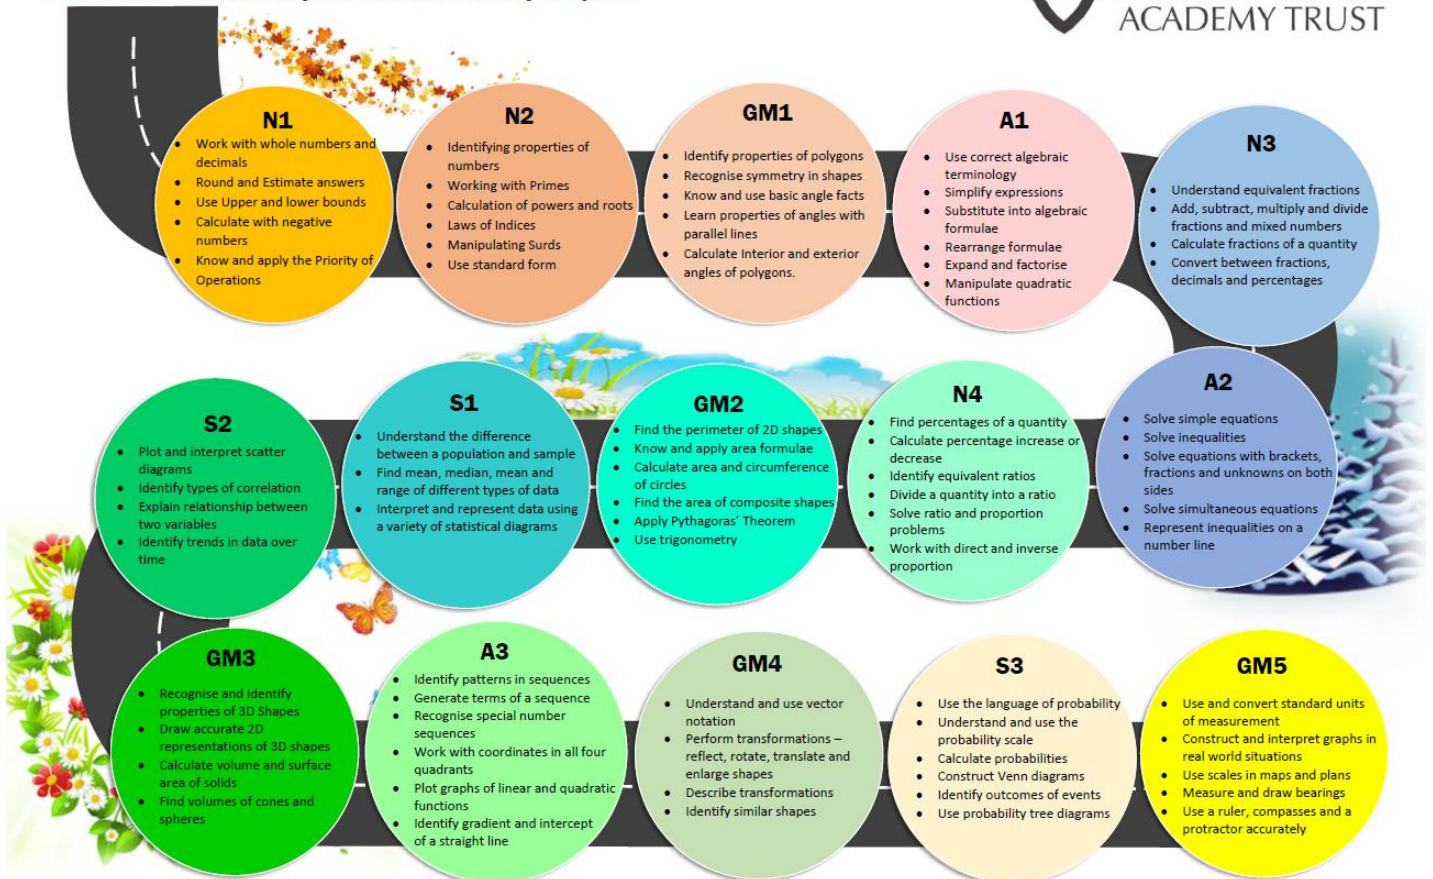 ACADEMY TRUST
N1
• Work with whole numbers and
decimals
• Round and Estimate answers
• Use Upper and lower bounds
• Calculate with negative
numbers
• Know and apply the Priority of
Operations
N2
• Identifying properties of
numbers
• Working with Primes
• Calculation of powers and roots
• Laws of Indices
• Manipulating Surds
• Use standard form
GM1
• Identify properties of polygons
• Recognise symmetry in shapes
• Know and use basic angle facts
• Learn properties of angles with
parallel lines
• Calculate Interior and exterior
angles of polygons.
A1
• Use correct algebraic
terminology
• Simplify expressions
• Substitute into algebraic
formulae
• Rearrange formulae
• Expand and factorise
• Manipulate quadratic
functions
N3
• Understand equivalent fractions
• Add, subtract, multiply and divide
fractions and mixed numbers
• Calculate fractions of a quantity
• Convert between fractions,
decimals and percentages
S2
• Plot and interpret scatter
diagrams
• Identify types of correlation
• Explain relationship between
two variables
• Identify trends in data over
time
S1
• Understand the difference
between a population and sample
• Find mean, median, mean and
range of different types of data
• Interpret and represent data using
a variety of statistical diagrams
GM2
• Find the perimeter of 2D shapes
• Know and apply area formulae
• Calculate area and circumference
of circles
• Find the area of composite shapes
• Apply Pythagoras' Theorem
• Use trigonometry
N4
• Find percentages of a quantity
• Calculate percentage increase or
decrease
• Identify equivalent ratios
• Divide a quantity into a ratio
• Solve ratio and proportion
problems
• Work with direct and inverse
proportion
A2
• Solve simple equations
• Solve inequalities
• Solve equations with brackets,
fractions and unknowns on both
sides
• Solve simultaneous equations
• Represent inequalities on a
number line
GM3
• Recognise and identify
properties of 3D Shapes
• Draw accurate 2D
representations of 3D shapes
• Calculate volume and surface
area of solids
• Find volumes of cones and
spheres
A3
• Identify patterns in sequences
• Generate terms of a sequence
• Recognise special number
sequences
• Work with coordinates in all four
quadrants
• Plot graphs of linear and quadratic
functions
• Identify gradient and intercept
of a straight line
GM4
• Understand and use vector
notation
• Perform transformations –
reflect, rotate, translate and
enlarge shapes
• Describe transformations
• Identify similar shapes
S3
• Use the language of probability
• Understand and use the
probability scale
• Calculate probabilities
• Construct Venn diagrams
• Identify outcomes of events
• Use probability tree diagrams
GM5
• Use and convert standard units
of measurement
• Construct and interpret graphs in
real world situations
• Use scales in maps and plans
• Measure and draw bearings
• Use a ruler, compasses and a
protractor accurately